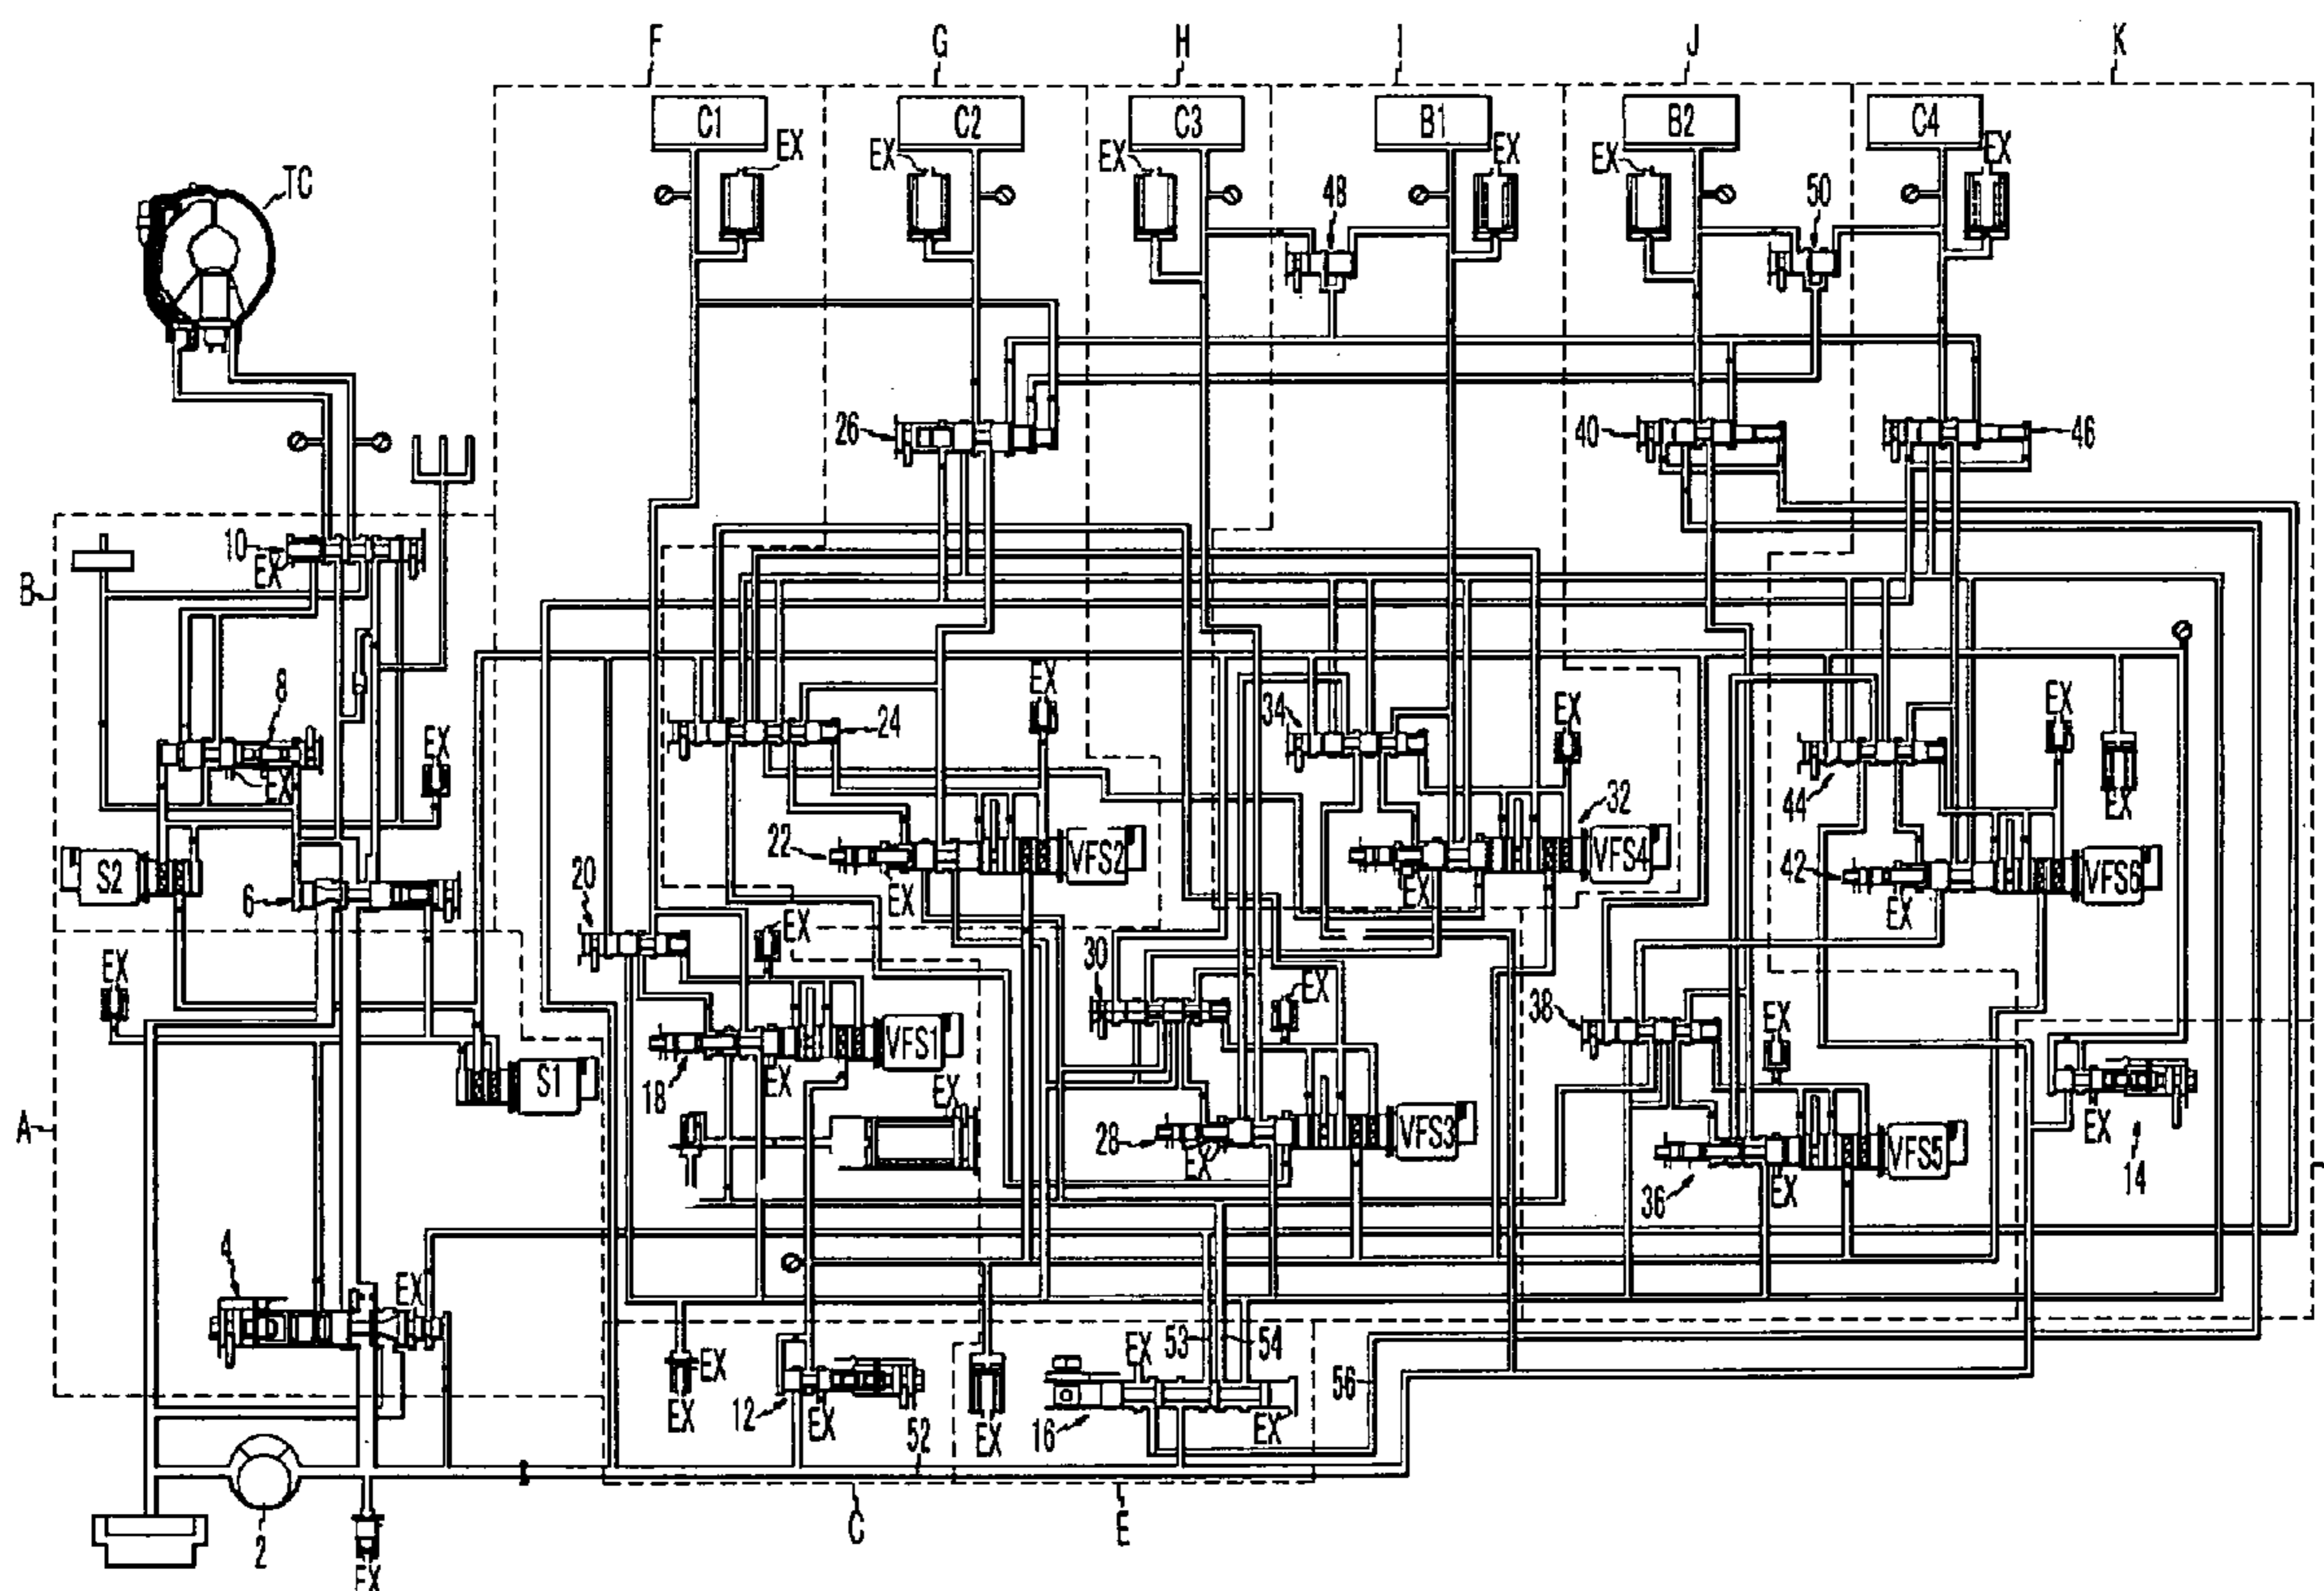 F
G
H
I
J
K
C1
C2
C3
B1
B2
C4
EX
EX
EX
EX
EX
EX
TC
48
50
26
40
46
10
EX
B
8
EX
EX
EX
24
34
EX
32
EX
44
EX
S2
6
20
22
VFS2
EX
VFS4
EX
42
VFS6
EX
EX
EX
30
EX
38
EX
S1
18
VFS1
EX
EX
28
VFS3
EX
36
VFS5
EX
EX
14
A
4
EX
EX
EX
12
EX
52
EX
16
EX
53
54
EX
56
2
EX
C
E